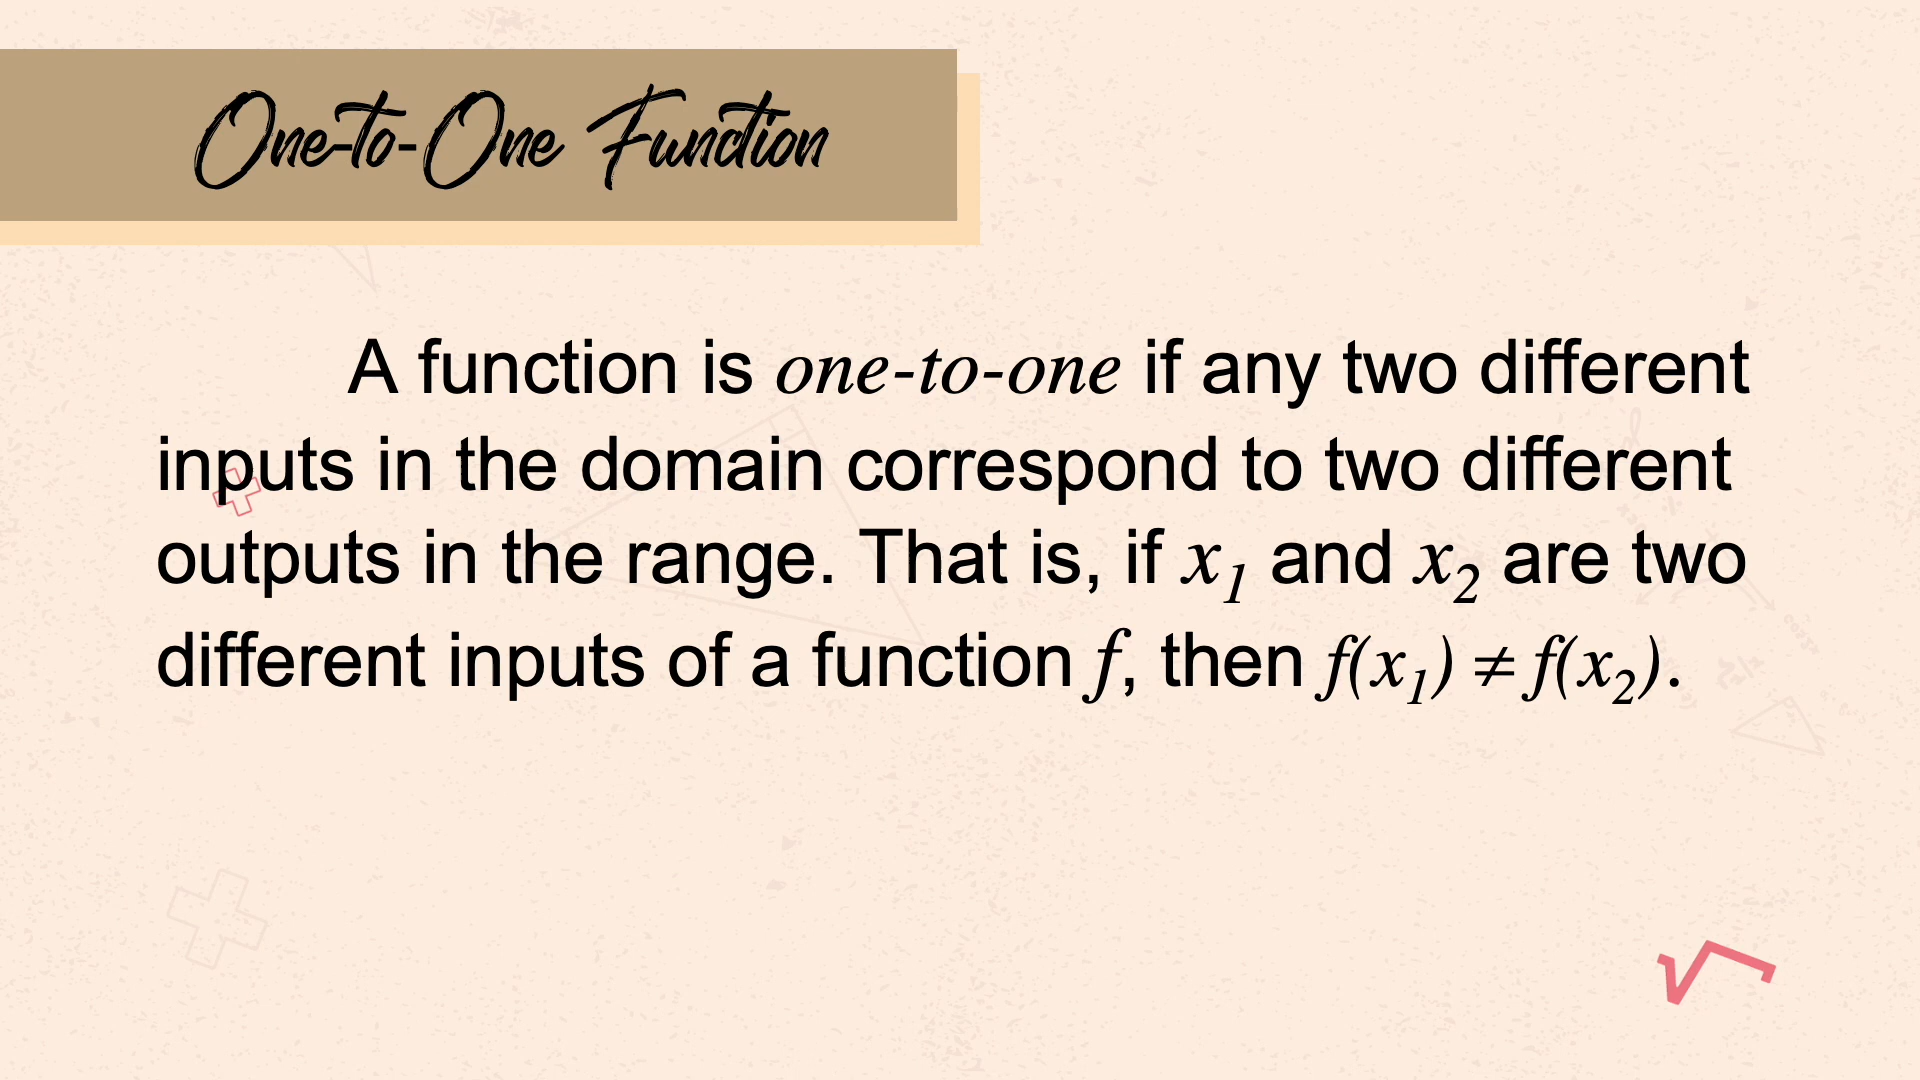 One-to-One Function
A function is one-to-one if any two different
inputs in the domain correspond to two different
outputs in the range. That is, if x₁ and x₂ are two
different inputs of a function f, then f(x₁) ≠ f(x₂).